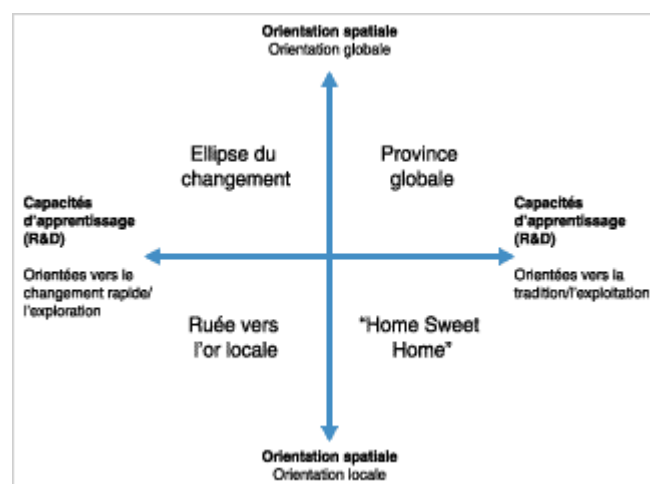 Orientation spatiale
Orientation globale
Ellipse du
changement
Province
globale
Capacités
d'apprentissage
(R&D)
Orientées vers le
changement rapide/
l'exploration
Capacités
d'apprentissage
(R&D)
Orientées vers la
tradition/l'exploitation
Ruée vers
l'or locale
"Home Sweet
Home"
Orientation spatiale
Orientation locale